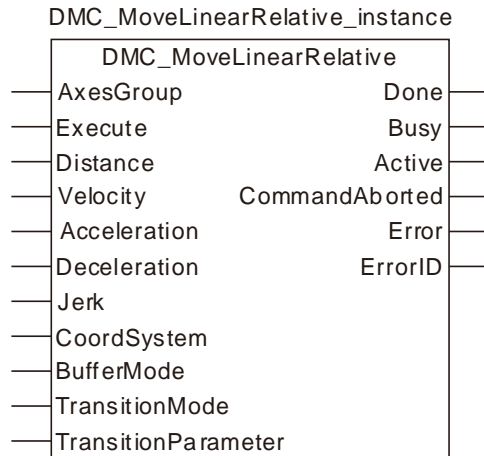 DMC_MoveLinearRelative_instance
DMC_MoveLinearRelative
AxesGroup Done
Execute Busy
Distance Active
Velocity CommandAborted
Acceleration Error
Deceleration ErrorID
Jerk
CoordSystem
BufferMode
TransitionMode
TransitionParameter